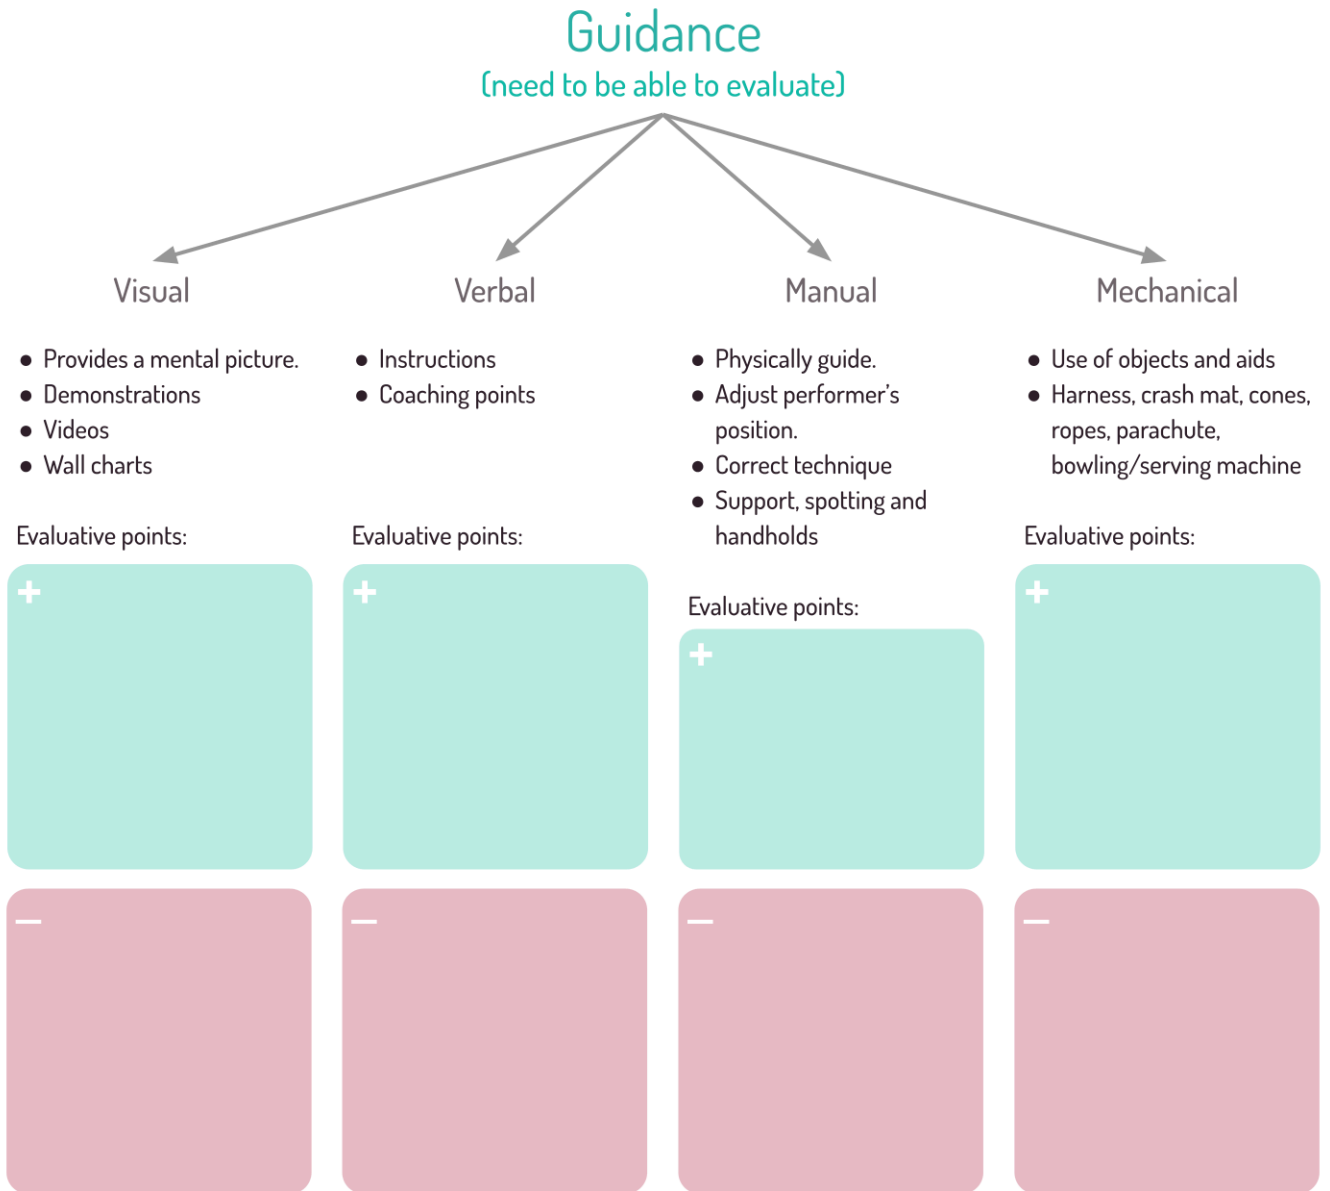 Guidance
(need to be able to evaluate)
Visual
● Provides a mental picture.
● Demonstrations
● Videos
● Wall charts
Evaluative points:
+
−
Verbal
● Instructions
● Coaching points
Evaluative points:
+
−
Manual
● Physically guide.
● Adjust performer’s
position.
● Correct technique
● Support, spotting and
handholds
Evaluative points:
+
−
Mechanical
● Use of objects and aids
● Harness, crash mat, cones,
ropes, parachute,
bowling/serving machine
Evaluative points:
+
−